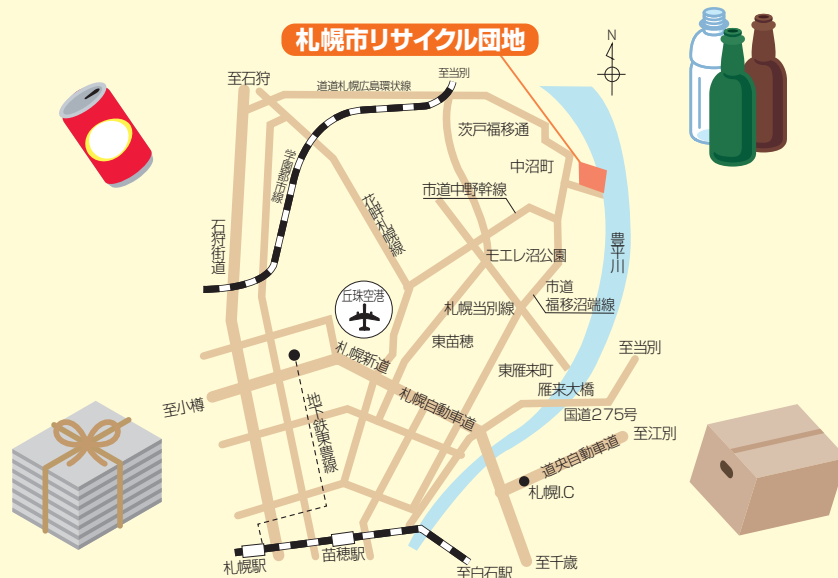 札幌市リサイクル団地
N
至石狩
至当別
道道札幌広島環状線
茨戸福移通
中沼町
学園都市線
市道中野幹線
花畔札幌線
石狩街道
豊平川
モエレ沼公園
丘珠空港
市道
福移沼端線
札幌当別線
東苗穂
至当別
札幌新道
東雁来町
雁来大橋
至小樽
地下鉄東豊線
札幌自動車道
国道275号
至江別
道央自動車道
札幌I.C
札幌駅
苗穂駅
至白石駅
至千歳